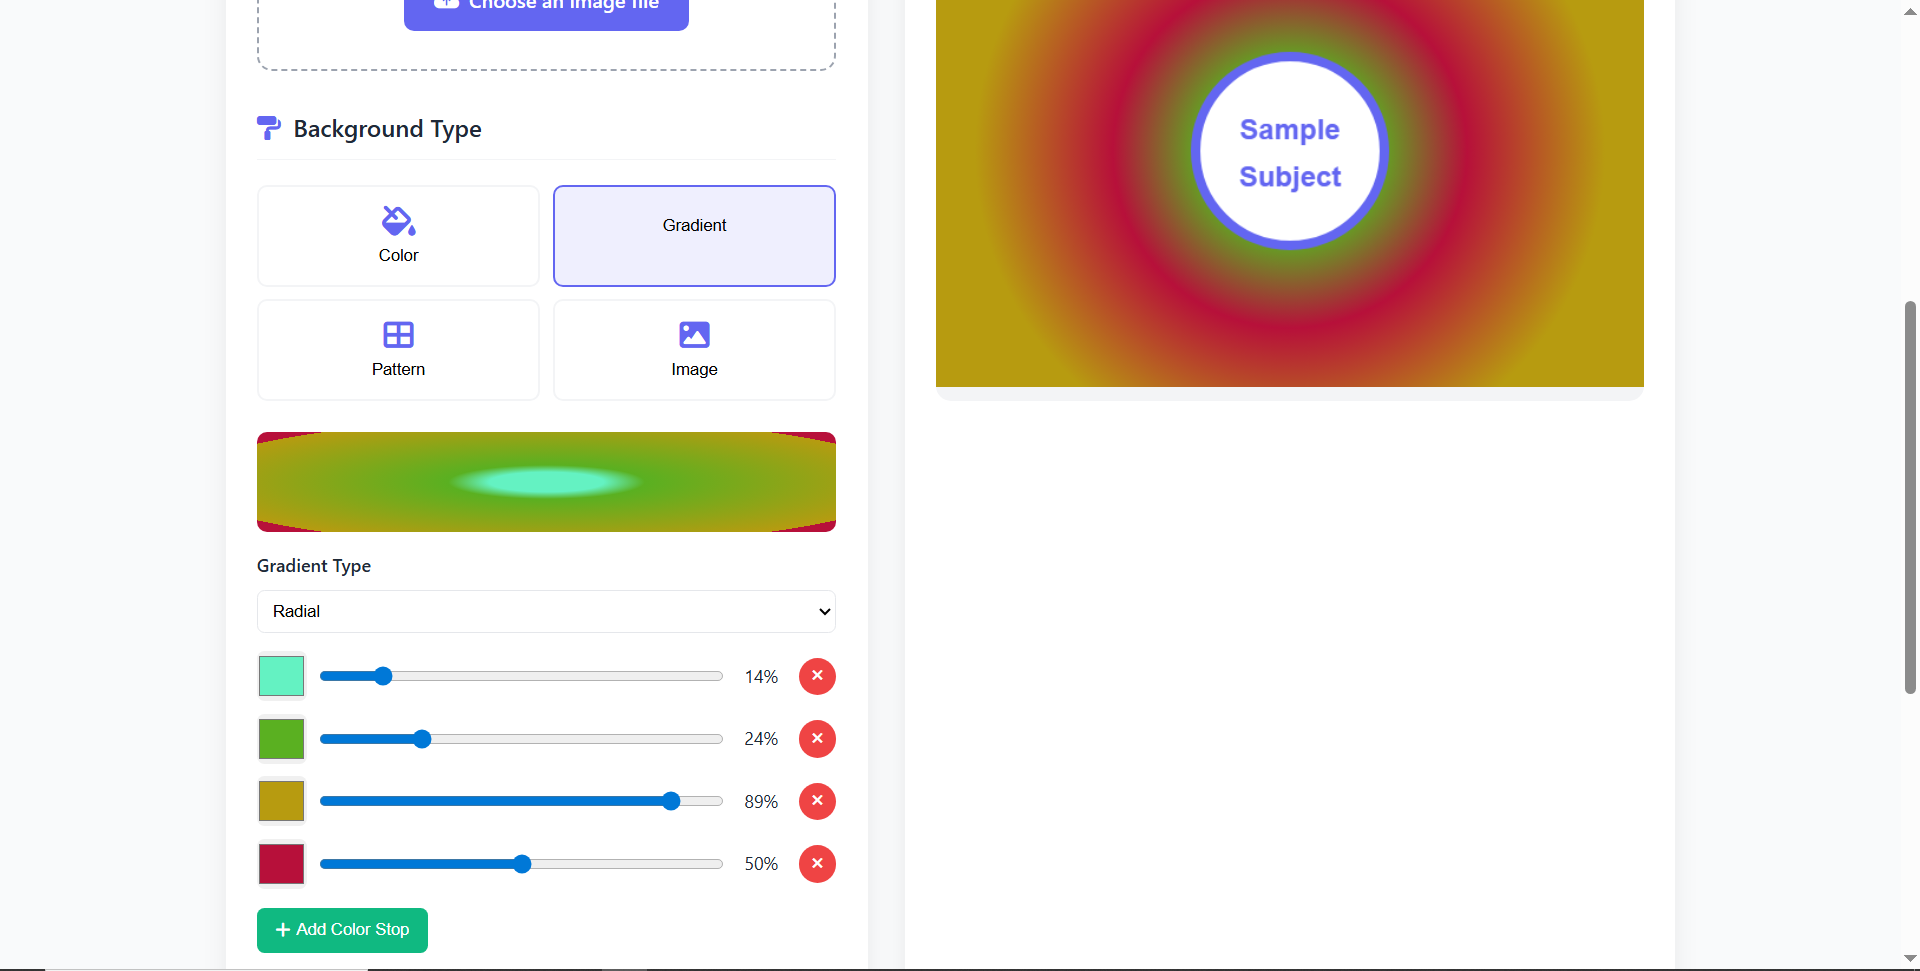 Choose an image file
Background Type
Color
Gradient
Pattern
Image
Gradient Type
Radial
14%
24%
89%
50%
Add Color Stop
Sample
Subject